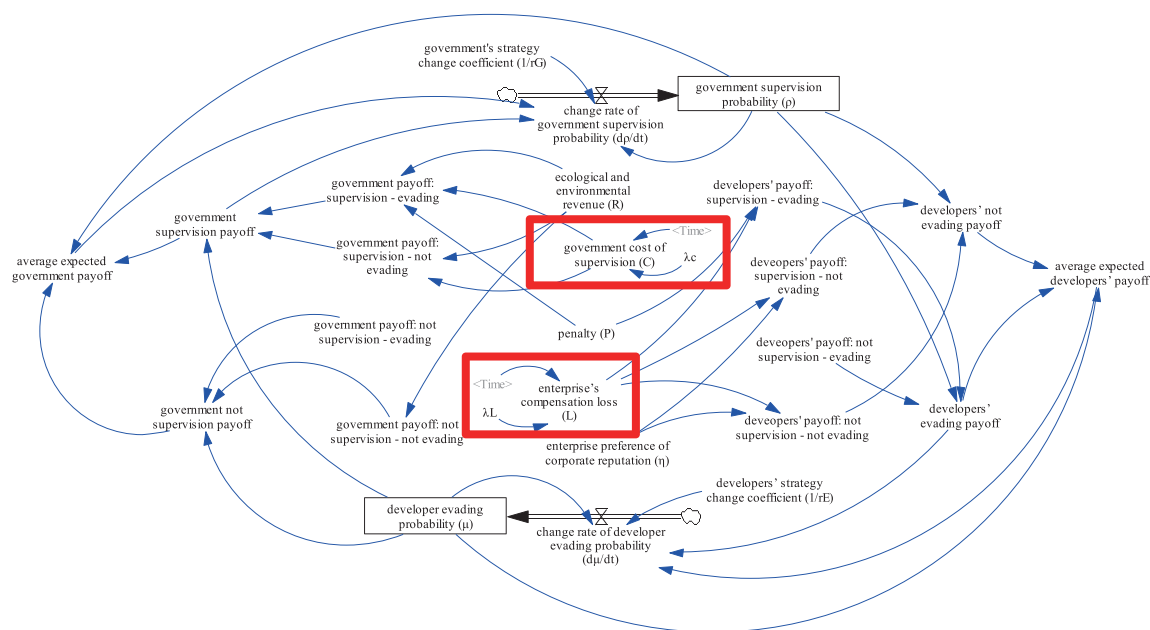 government's strategy
change coefficient (1/rG)
government supervision
probability (ρ)
change rate of
government supervision
probability (dρ/dt)
ecological and
environmental
revenue (R)
government payoff:
supervision - evading
developers' payoff:
supervision - evading
developers' not
evading payoff
government
supervision payoff
<Time>
government cost of
supervision (C)
λc
government payoff:
supervision - not
evading
deveopers' payoff:
supervision - not
evading
average expected
government payoff
average expected
developers' payoff
government payoff: not
supervision - evading
penalty (P)
deveopers' payoff: not
supervision - evading
<Time>
enterprise's
compensation loss
(L)
λL
government not
supervision payoff
government payoff: not
supervision - not evading
deveopers' payoff: not
supervision - not evading
developers'
evading payoff
enterprise preference of
corporate reputation (η)
developers' strategy
change coefficient (1/rE)
developer evading
probability (μ)
change rate of developer
evading probability
(dμ/dt)